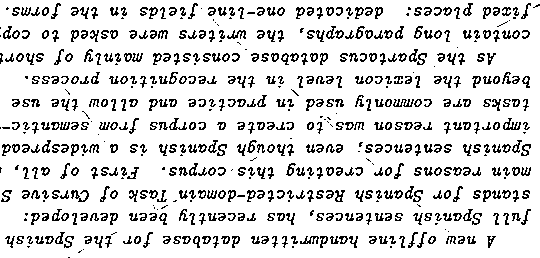 A new offline handwritten database for the Spanish
full Spanish sentences, has recently been developed:
stands for Spanish Restricted-domain Task of Cursive S
main reasons for creating this corpus. First of all,
Spanish sentences; even though Spanish is a widespread
important reason was to create a corpus from semantic-
tasks are commonly used in practice and allow the use
beyond the lexicon level in the recognition process.
As the Spartacus database consisted mainly of short
contain long paragraphs, the writers were asked to copy
fixed places: dedicated one-line fields in the forms.